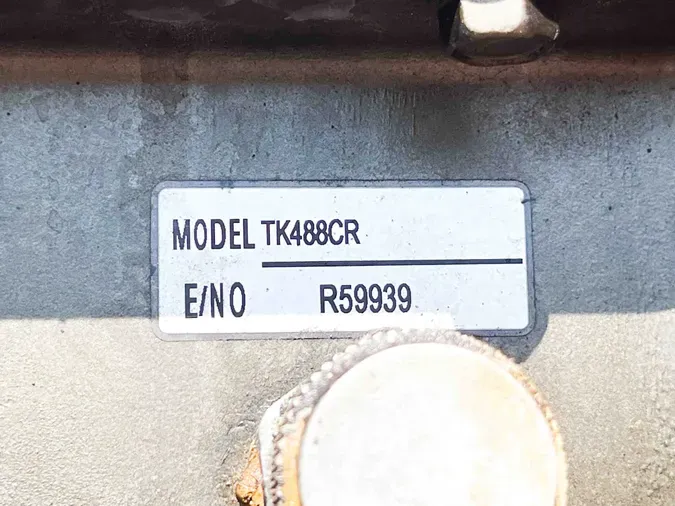 MODEL TK488CR
E/NO R59939